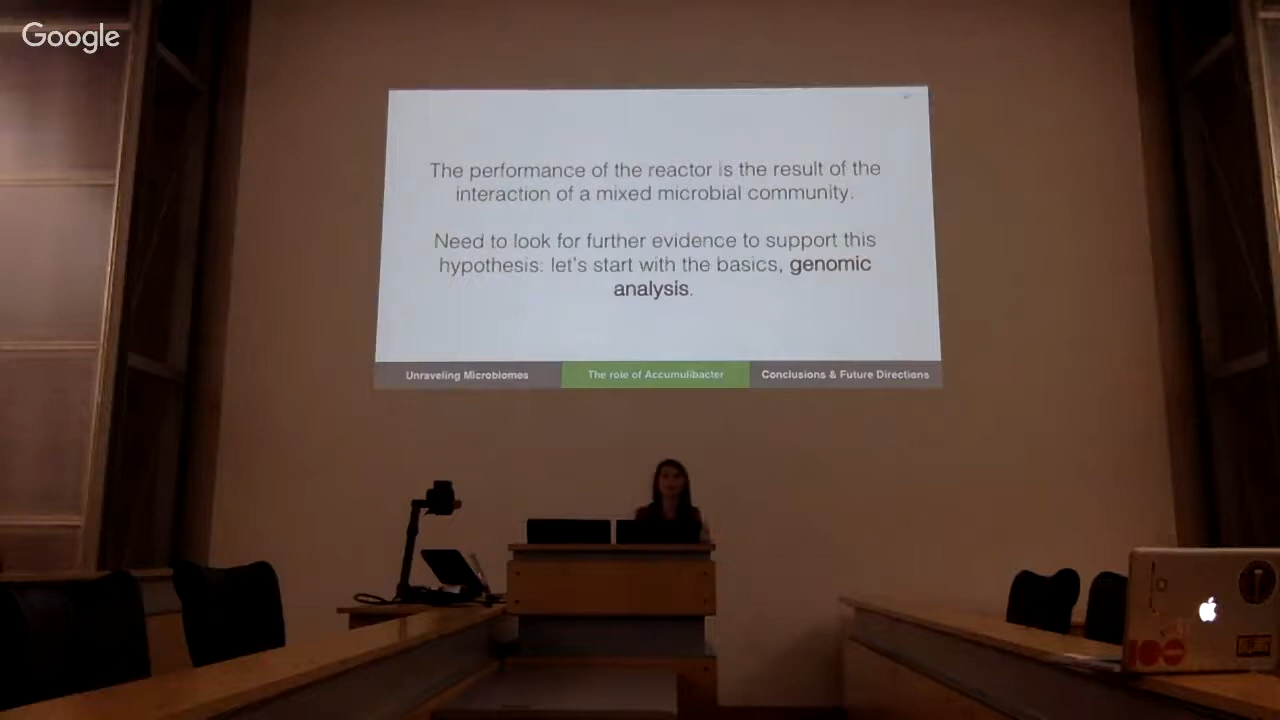 Google
The performance of the reactor is the result of the
interaction of a mixed microbial community.
Need to look for further evidence to support this
hypothesis: let's start with the basics, genomic
analysis.
Unraveling Microbiomes
The role of Accumulibacter
Conclusions & Future Directions
100